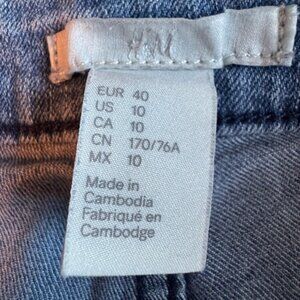 H&M
EUR 40
US 10
CA 10
CN 170/76A
MX 10
Made in
Cambodia
Fabriqué en
Cambodge